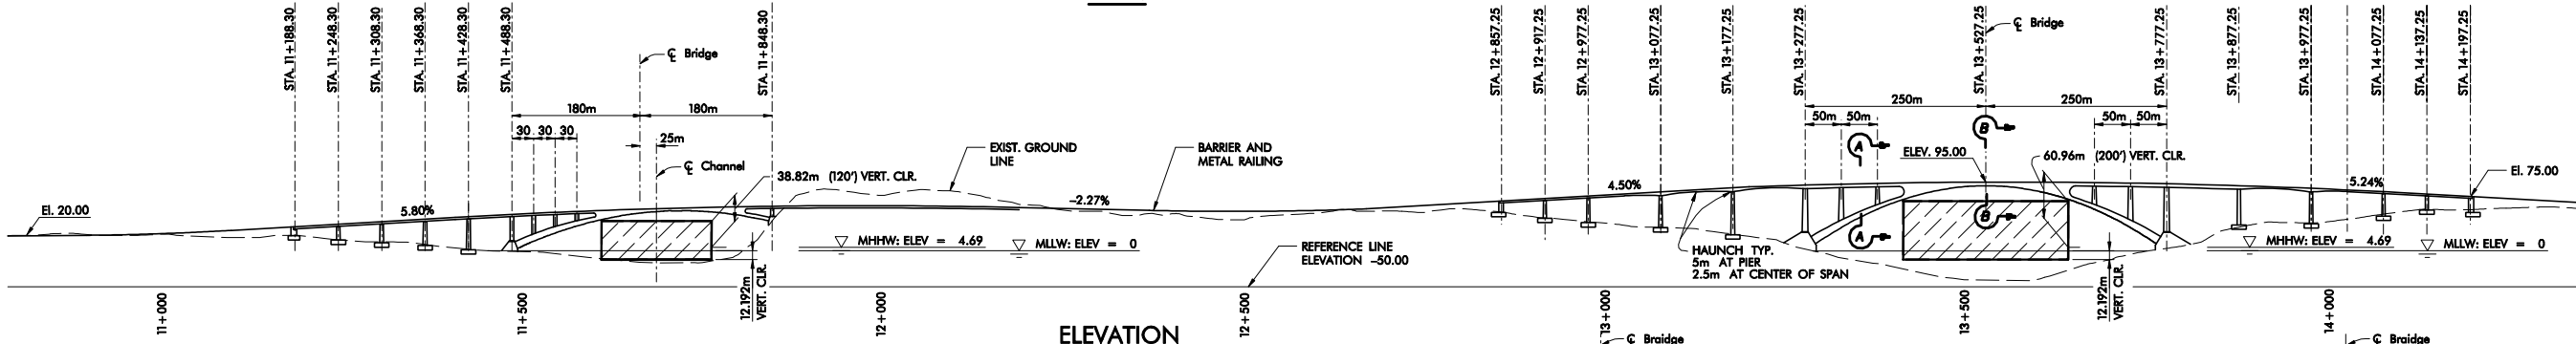 STA. 11+188.30
STA. 11+248.30
STA. 11+308.30
STA. 11+368.30
STA. 11+428.30
STA. 11+488.30
STA. 11+848.30
STA. 12+857.25
STA. 12+917.25
STA. 12+977.25
STA. 13+077.25
STA. 13+177.25
STA. 13+277.25
STA. 13+527.25
STA. 13+777.25
STA. 13+877.25
STA. 13+977.25
STA. 14+077.25
STA. 14+137.25
STA. 14+197.25
℄ Bridge
℄ Bridge
180m
180m
250m
250m
30
30
30
25m
50m
50m
50m
50m
℄ Channel
EXIST. GROUND
LINE
BARRIER AND
METAL RAILING
A
B
ELEV. 95.00
60.96m (200') VERT. CLR.
38.82m (120') VERT. CLR.
El. 75.00
El. 20.00
5.80%
-2.27%
4.50%
5.24%
A
B
MHHW: ELEV = 4.69
MLLW: ELEV = 0
REFERENCE LINE
ELEVATION -50.00
HAUNCH TYP.
5m AT PIER
2.5m AT CENTER OF SPAN
MHHW: ELEV = 4.69
MLLW: ELEV = 0
12.192m
VERT. CLR.
12.192m
VERT. CLR.
11+000
11+500
12+000
12+500
13+000
13+500
14+000
ELEVATION
℄ Braidge
℄ Braidge